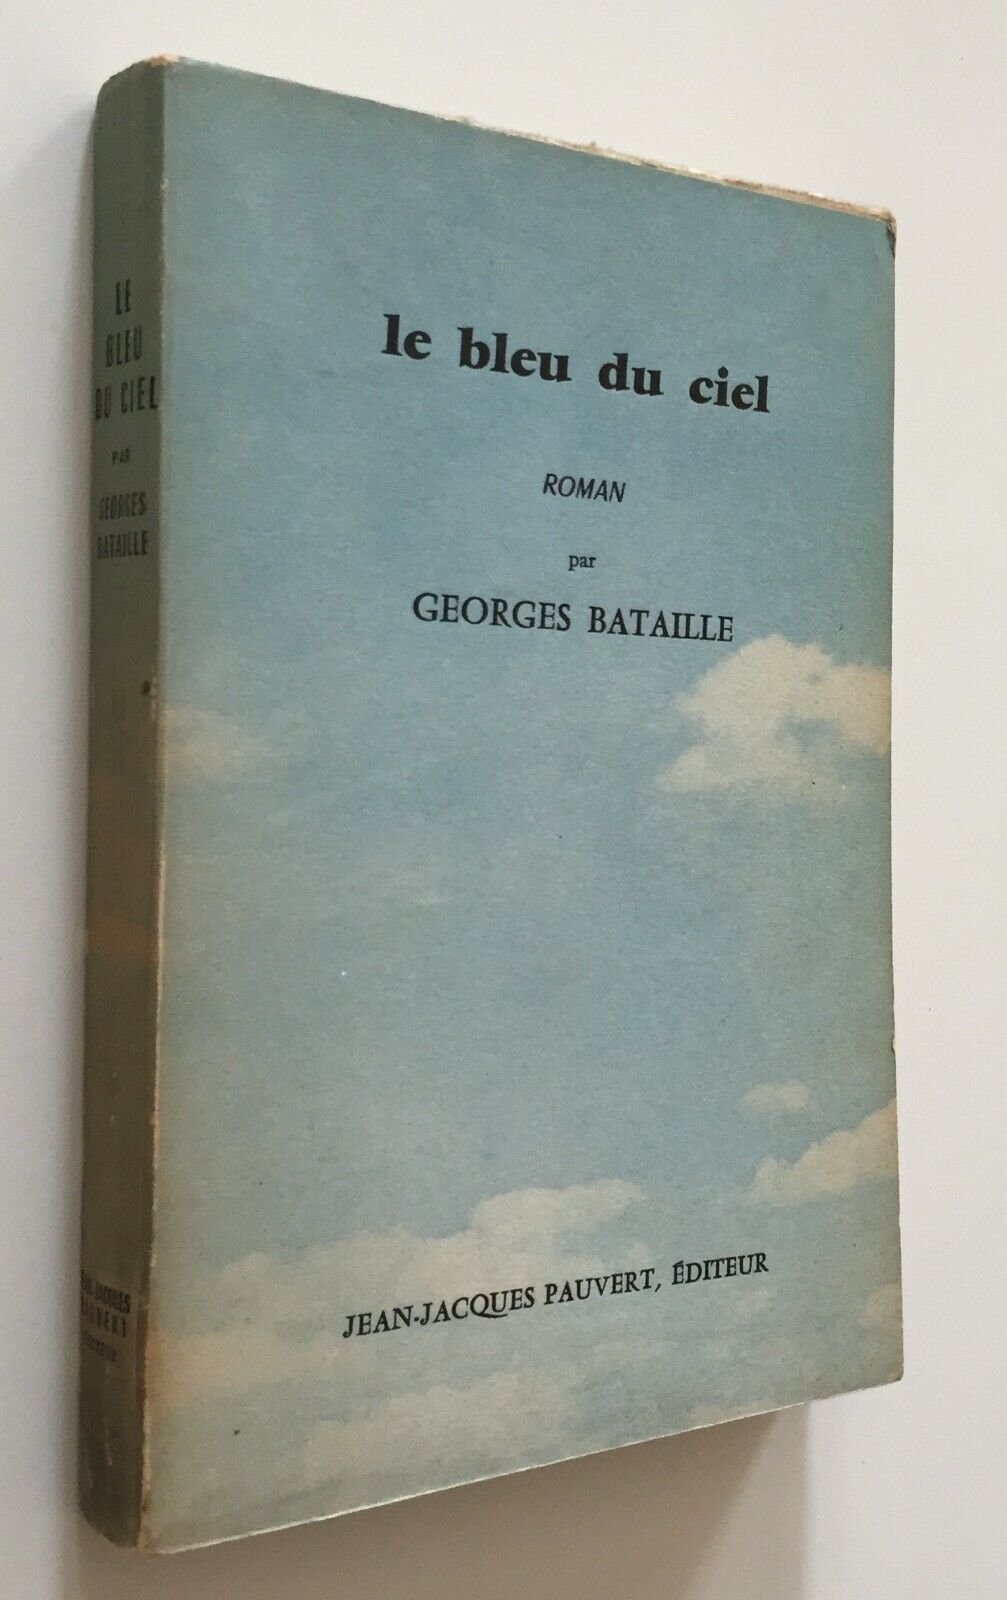 LE
BLEU
DU CIEL
PAR
GEORGES
BATAILLE
JACQUES
le bleu du ciel
ROMAN
par
GEORGES BATAILLE
JEAN-JACQUES PAUVERT, ÉDITEUR